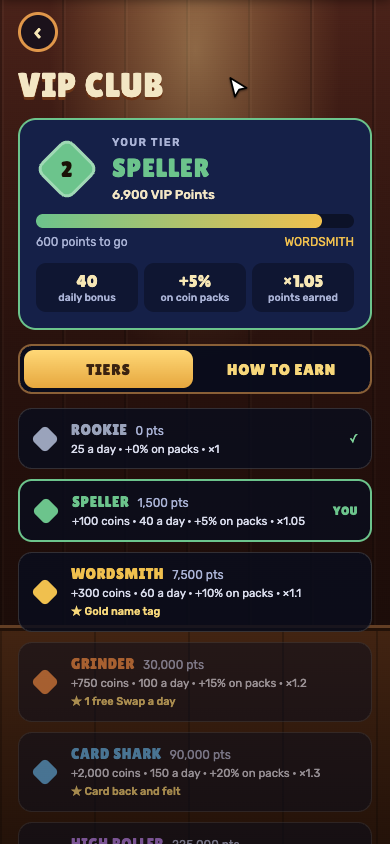 VIP CLUB
YOUR TIER
2
SPELLER
6,900 VIP Points
600 points to go
WORDSMITH
40
daily bonus
+5%
on coin packs
×1.05
points earned
TIERS
HOW TO EARN
ROOKIE 0 pts
25 a day • +0% on packs • ×1
✓
SPELLER 1,500 pts
+100 coins • 40 a day • +5% on packs • ×1.05
YOU
WORDSMITH 7,500 pts
+300 coins • 60 a day • +10% on packs • ×1.1
★ Gold name tag
GRINDER 30,000 pts
+750 coins • 100 a day • +15% on packs • ×1.2
★ 1 free Swap a day
CARD SHARK 90,000 pts
+2,000 coins • 150 a day • +20% on packs • ×1.3
★ Card back and felt
HIGH ROLLER 225,000 pts